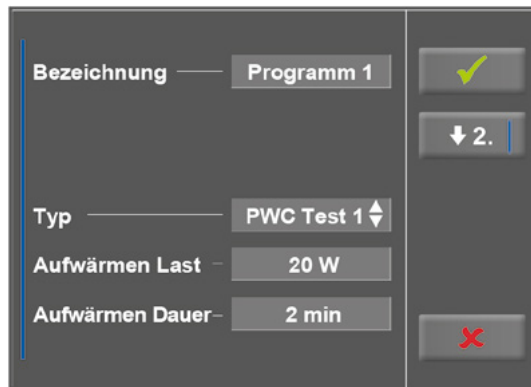 Bezeichnung Programm 1
2.
Typ PWC Test 1
Aufwärmen Last 20 W
Aufwärmen Dauer 2 min